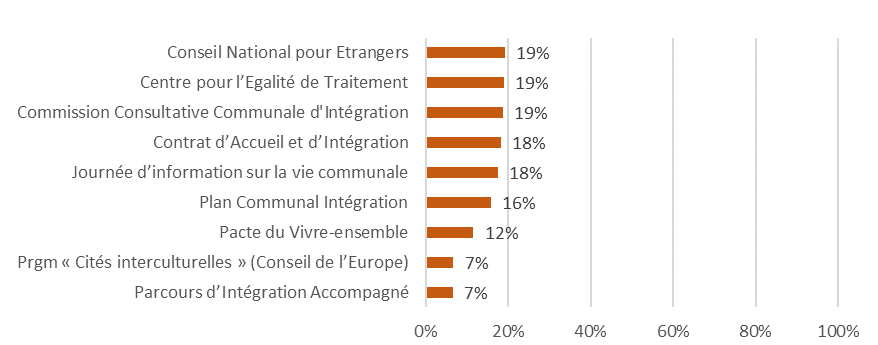 Conseil National pour Etrangers 19%
Centre pour l’Egalité de Traitement 19%
Commission Consultative Communale d'Intégration 19%
Contrat d’Accueil et d’Intégration 18%
Journée d’information sur la vie communale 18%
Plan Communal Intégration 16%
Pacte du Vivre-ensemble 12%
Prgm « Cités interculturelles » (Conseil de l’Europe) 7%
Parcours d’Intégration Accompagné 7%
0% 20% 40% 60% 80% 100%